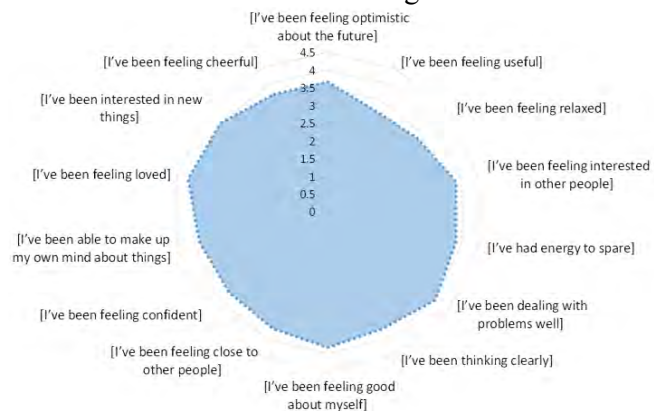 [I've been feeling optimistic
about the future]
[I've been feeling useful]
[I've been feeling relaxed]
[I've been feeling interested
in other people]
[I've had energy to spare]
[I've been dealing with
problems well]
[I've been thinking clearly]
[I've been feeling good
about myself]
[I've been feeling close to
other people]
[I've been feeling confident]
[I've been able to make up
my own mind about things]
[I've been feeling loved]
[I've been interested in new
things]
[I've been feeling cheerful]
4.5
4
3.5
3
2.5
2
1.5
1
0.5
0